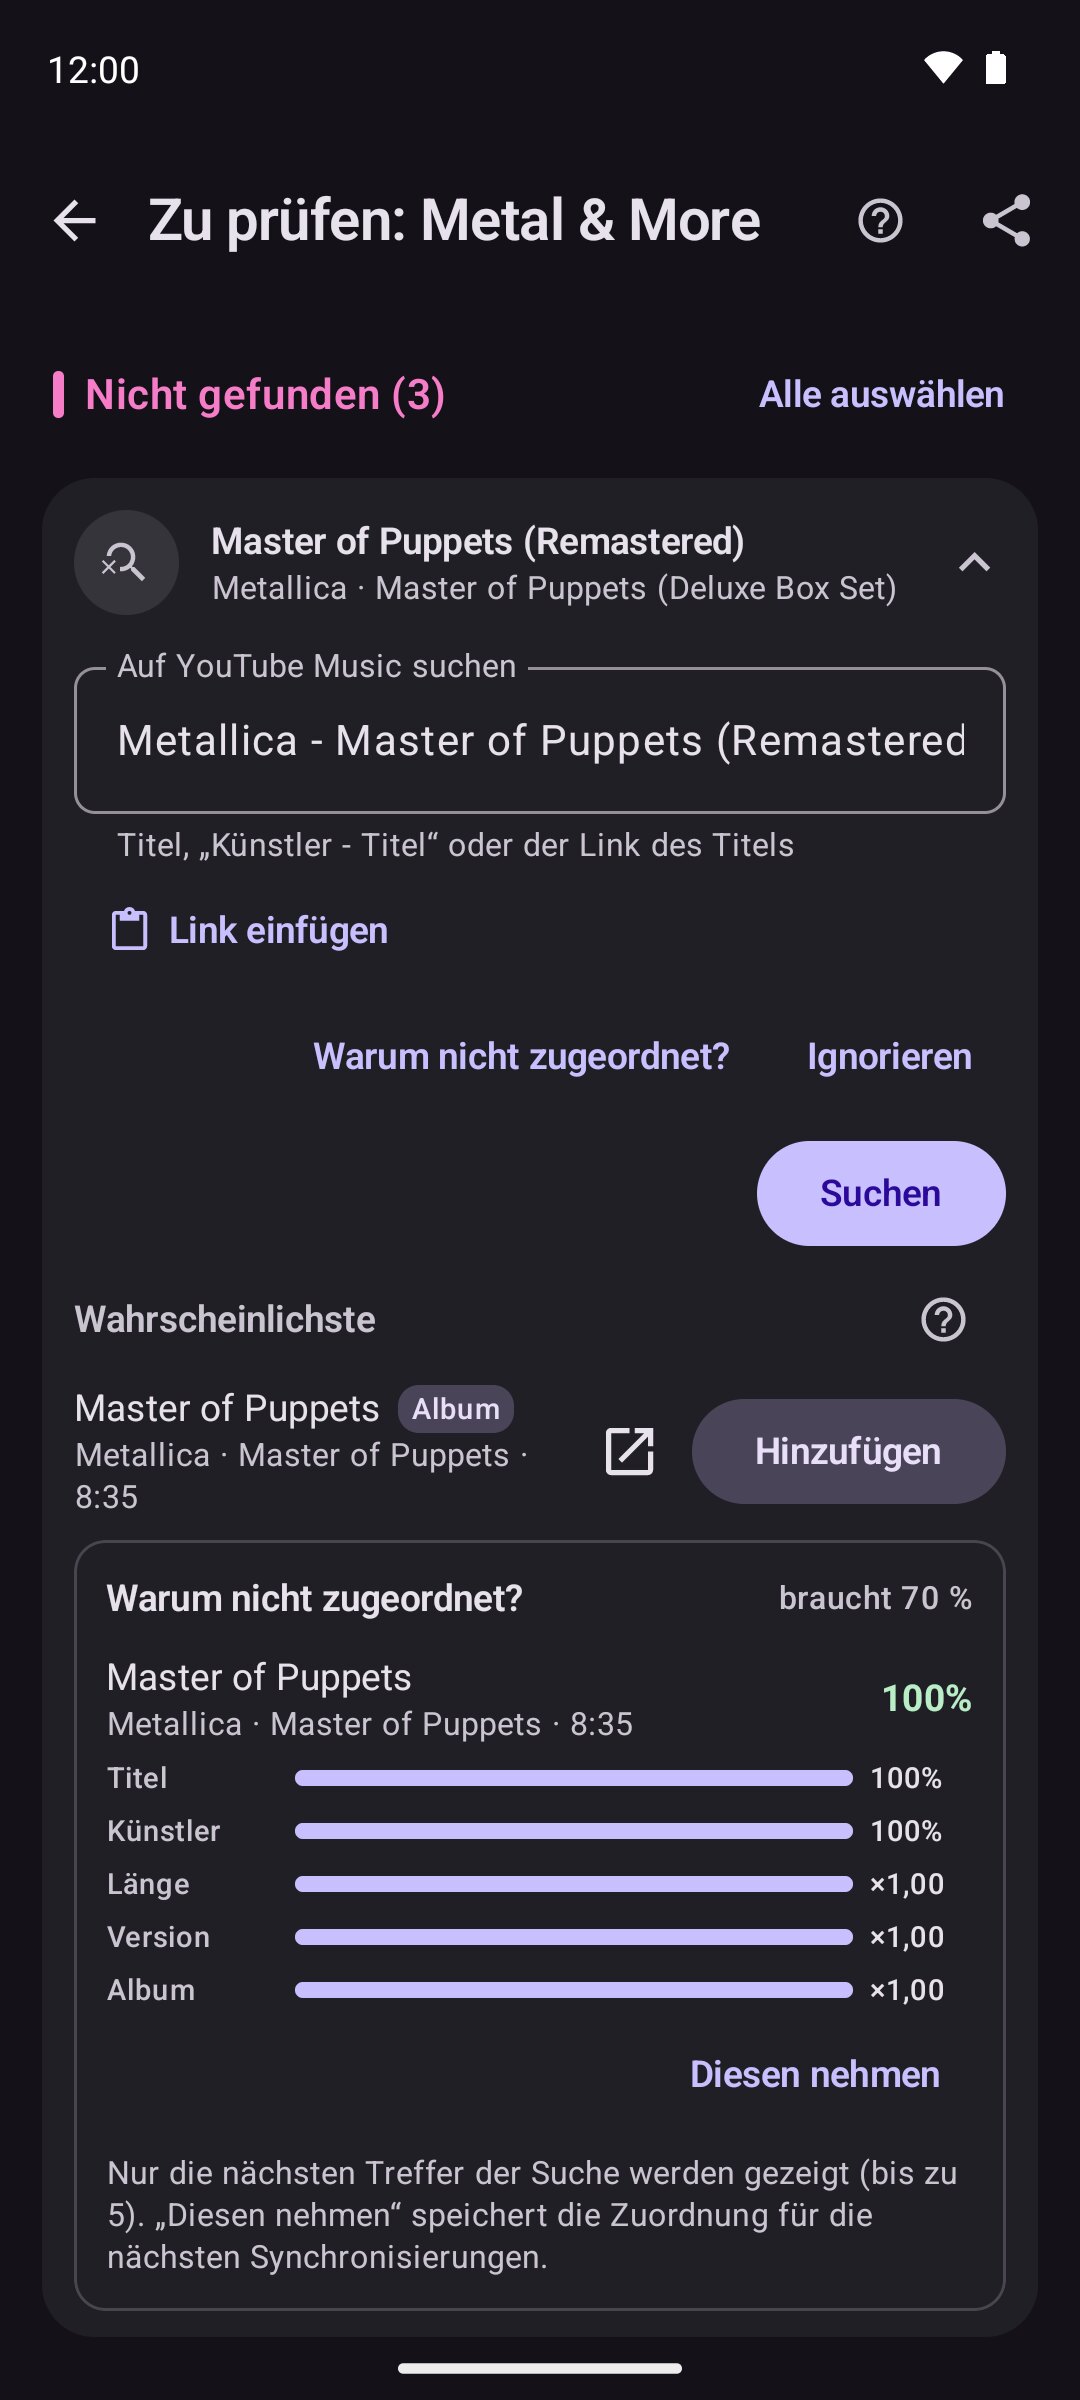 12:00
Zu prüfen: Metal & More
Nicht gefunden (3)
Alle auswählen
Master of Puppets (Remastered)
Metallica · Master of Puppets (Deluxe Box Set)
Auf YouTube Music suchen
Metallica - Master of Puppets (Remastered
Titel, „Künstler - Titel“ oder der Link des Titels
Link einfügen
Warum nicht zugeordnet?
Ignorieren
Suchen
Wahrscheinlichste
Master of Puppets Album
Metallica · Master of Puppets ·
8:35
Hinzufügen
Warum nicht zugeordnet?
braucht 70 %
Master of Puppets
Metallica · Master of Puppets · 8:35
100%
Titel 100%
Künstler 100%
Länge ×1,00
Version ×1,00
Album ×1,00
Diesen nehmen
Nur die nächsten Treffer der Suche werden gezeigt (bis zu
5). „Diesen nehmen“ speichert die Zuordnung für die
nächsten Synchronisierungen.